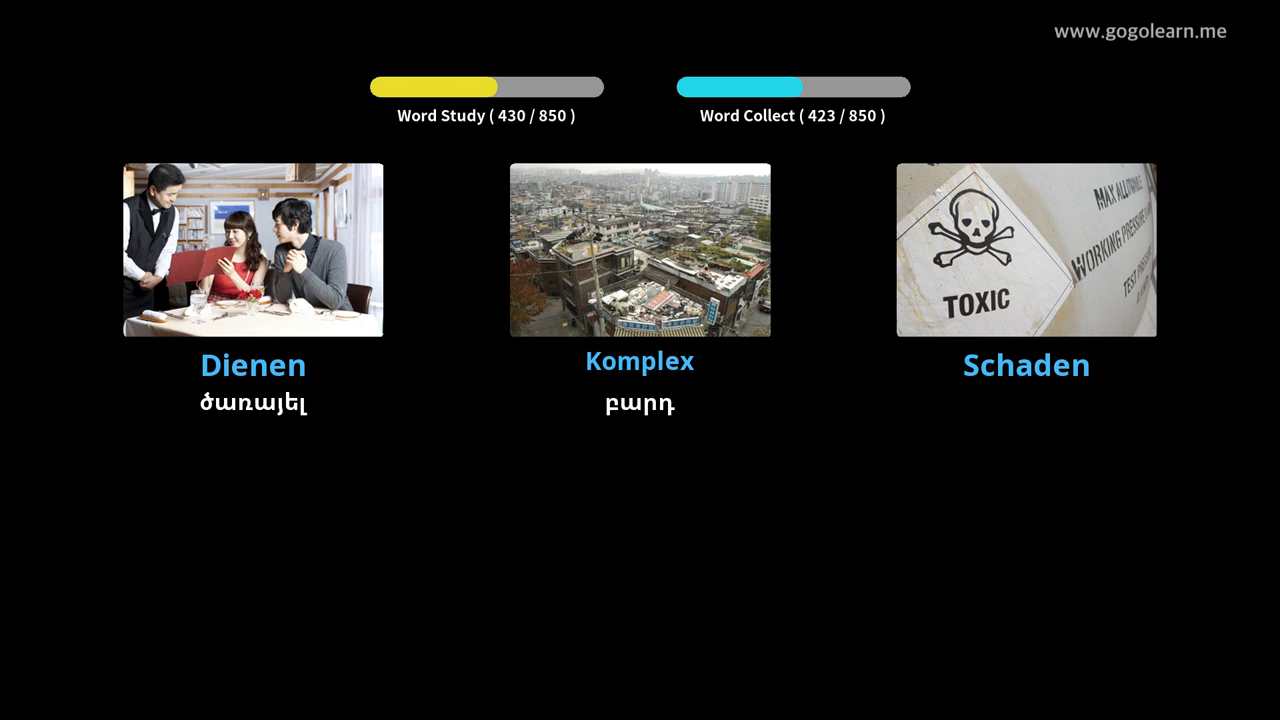 www.gogolearn.me
Word Study ( 430 / 850 )
Word Collect ( 423 / 850 )
TOXIC
MAX ALLOWABLE
WORKING PRESSURE
TEST PRESS
Dienen
Komplex
Schaden
ծառայել
բարդ